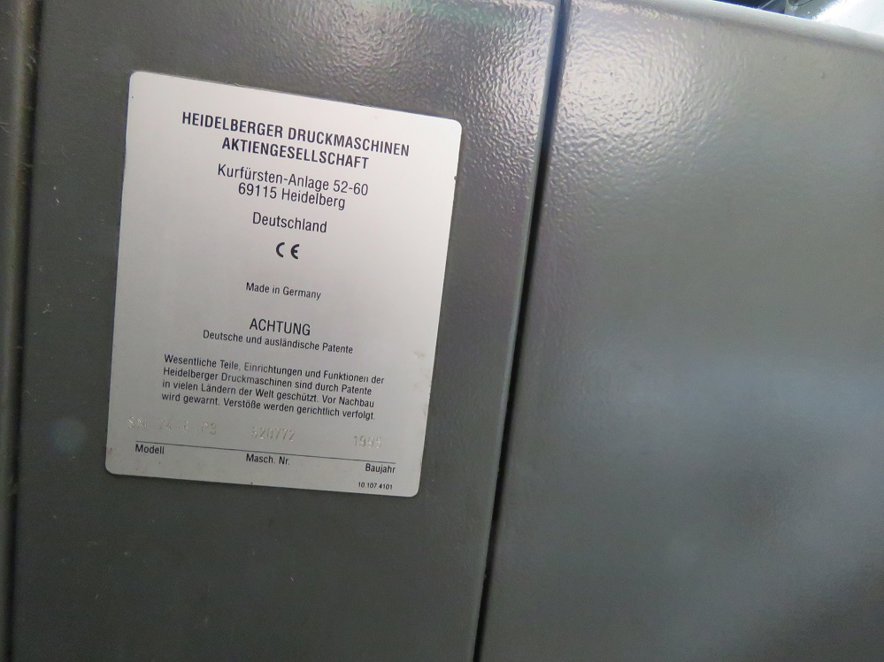 HEIDELBERGER DRUCKMASCHINEN
AKTIENGESELLSCHAFT
Kurfürsten-Anlage 52-60
69115 Heidelberg
Deutschland
CE
Made in Germany
ACHTUNG
Deutsche und ausländische Patente
Wesentliche Teile, Einrichtungen und Funktionen der
Heidelberger Druckmaschinen sind durch Patente
in vielen Ländern der Welt geschützt. Vor Nachbau
wird gewarnt. Verstöße werden gerichtlich verfolgt.
Modell Masch. Nr. Baujahr
10 107 4101